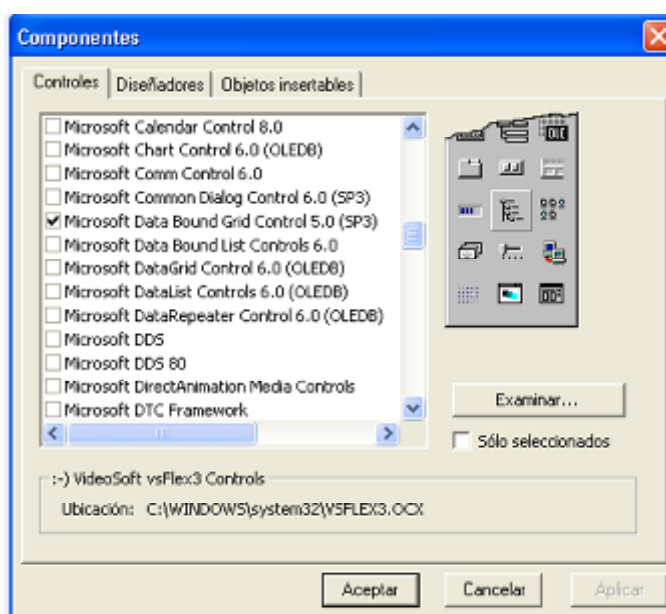 Componentes
Controles Diseñadores Objetos insertables
Microsoft Calendar Control 8.0
Microsoft Chart Control 6.0 (OLEDB)
Microsoft Comm Control 6.0
Microsoft Common Dialog Control 6.0 (SP3)
Microsoft Data Bound Grid Control 5.0 (SP3)
Microsoft Data Bound List Controls 6.0
Microsoft DataGrid Control 6.0 (OLEDB)
Microsoft DataList Controls 6.0 (OLEDB)
Microsoft DataRepeater Control 6.0 (OLEDB)
Microsoft DDS
Microsoft DDS 80
Microsoft DirectAnimation Media Controls
Microsoft DTC Framework
OLE
Examinar...
Sólo seleccionados
:-) VideoSoft vsFlex3 Controls
Ubicación: C:\WINDOWS\system32\VSFLEX3.OCX
Aceptar Cancelar Aplicar